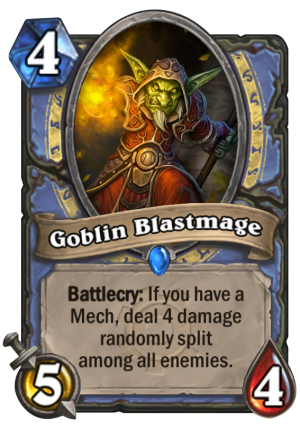 4
Goblin Blastmage
Battlecry: If you have a
Mech, deal 4 damage
randomly split
among all enemies.
5
4